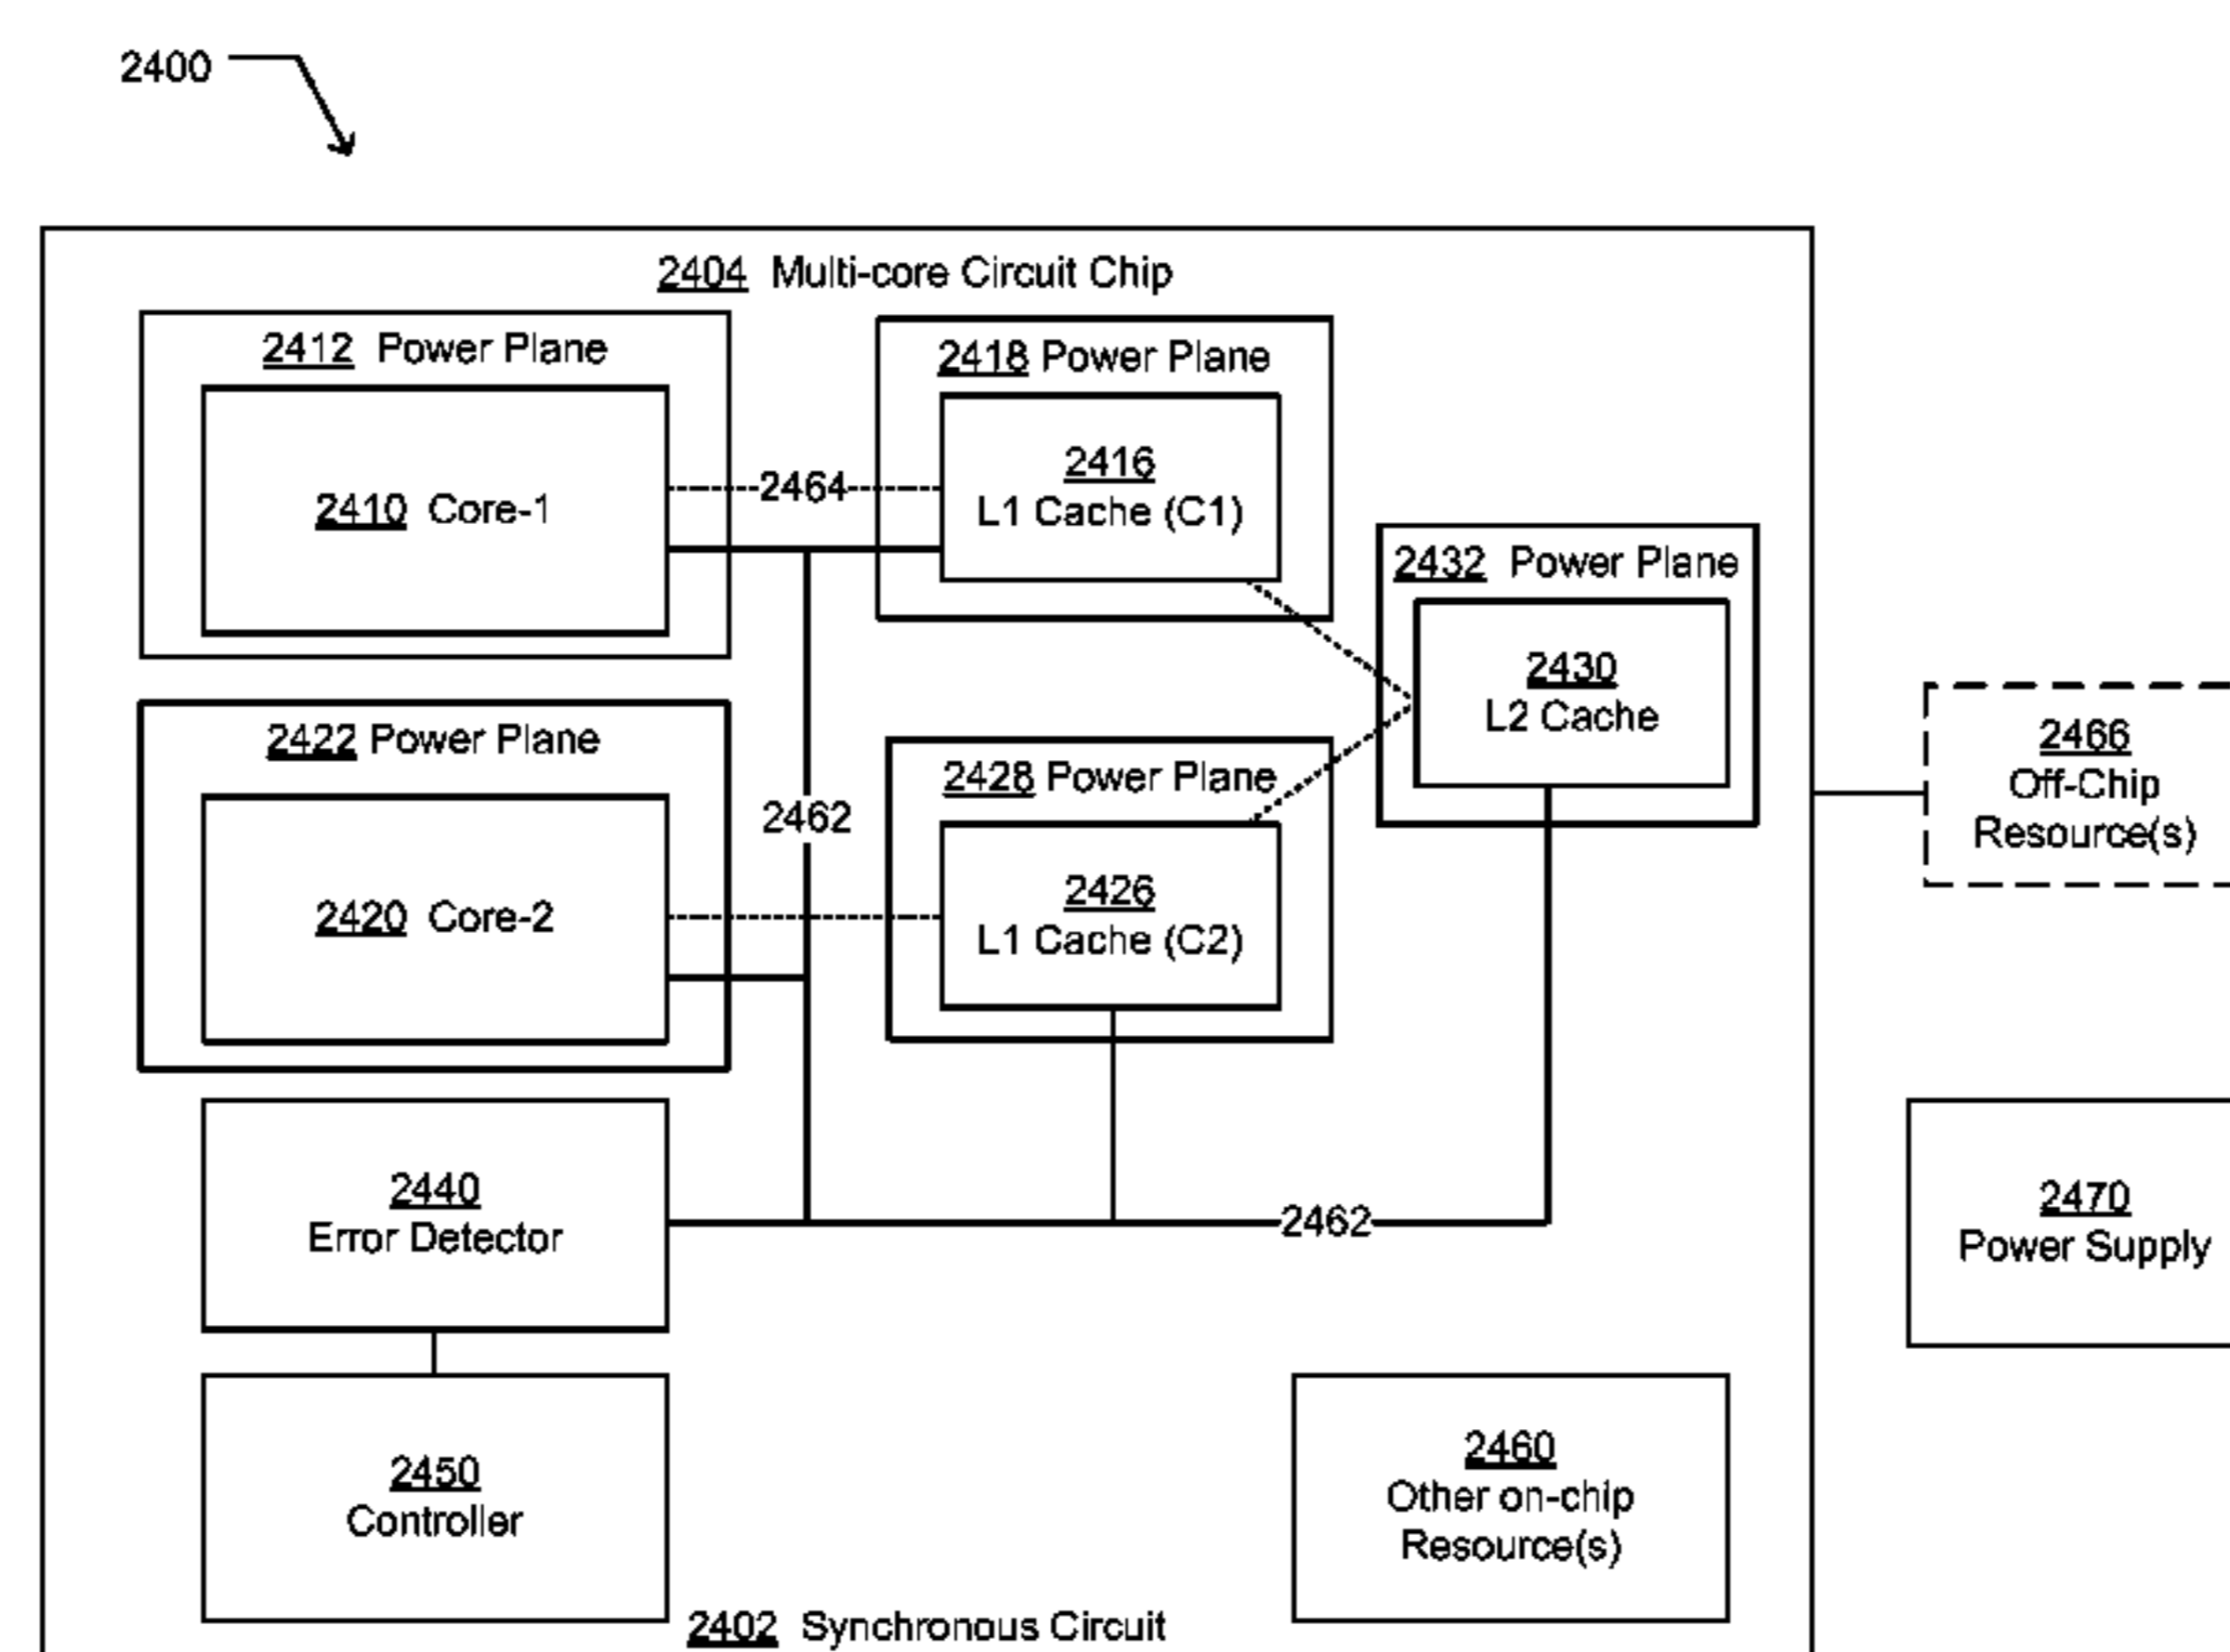 2400
2404 Multi-core Circuit Chip
2412 Power Plane
2410 Core-1
2464
2418 Power Plane
2416
L1 Cache (C1)
2432 Power Plane
2430
L2 Cache
2422 Power Plane
2420 Core-2
2462
2428 Power Plane
2426
L1 Cache (C2)
2466
Off-Chip
Resource(s)
2440
Error Detector
2462
2470
Power Supply
2450
Controller
2460
Other on-chip
Resource(s)
2402 Synchronous Circuit